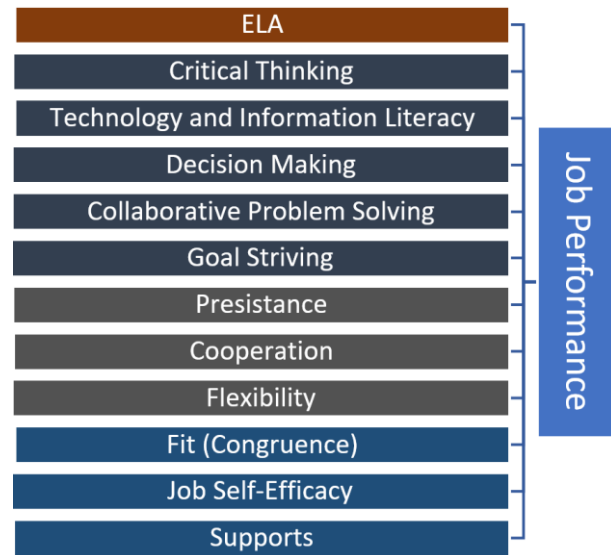 ELA
Critical Thinking
Technology and Information Literacy
Decision Making
Collaborative Problem Solving
Goal Striving
Presistance
Cooperation
Flexibility
Fit (Congruence)
Job Self-Efficacy
Supports
Job Performance